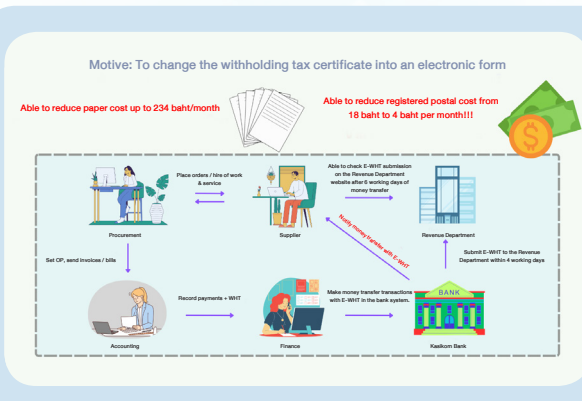 Motive: To change the withholding tax certificate into an electronic form
Able to reduce paper cost up to 234 baht/month
Able to reduce registered postal cost from
18 baht to 4 baht per month!!!
Place orders / hire of work
& service
Able to check E-WHT submission
on the Revenue Department
website after 6 working days of
money transfer
Procurement
Supplier
Revenue Department
Notify money transfer with E-WHT
Set OP, send invoices / bills
Submit E-WHT to the Revenue
Department within 4 working days
Record payments + WHT
Make money transfer transactions
with E-WHT in the bank system.
BANK
Accounting
Finance
Kasikorn Bank